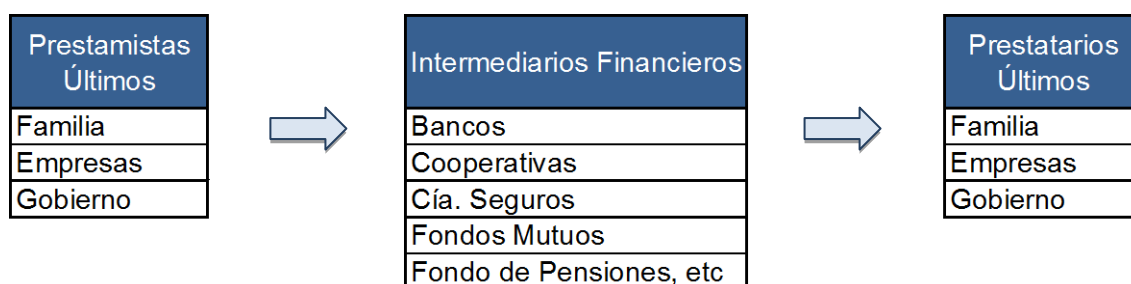 Prestamistas
Últimos
Familia
Empresas
Gobierno
Intermediarios Financieros
Bancos
Cooperativas
Cía. Seguros
Fondos Mutuos
Fondo de Pensiones, etc
Prestatarios
Últimos
Familia
Empresas
Gobierno